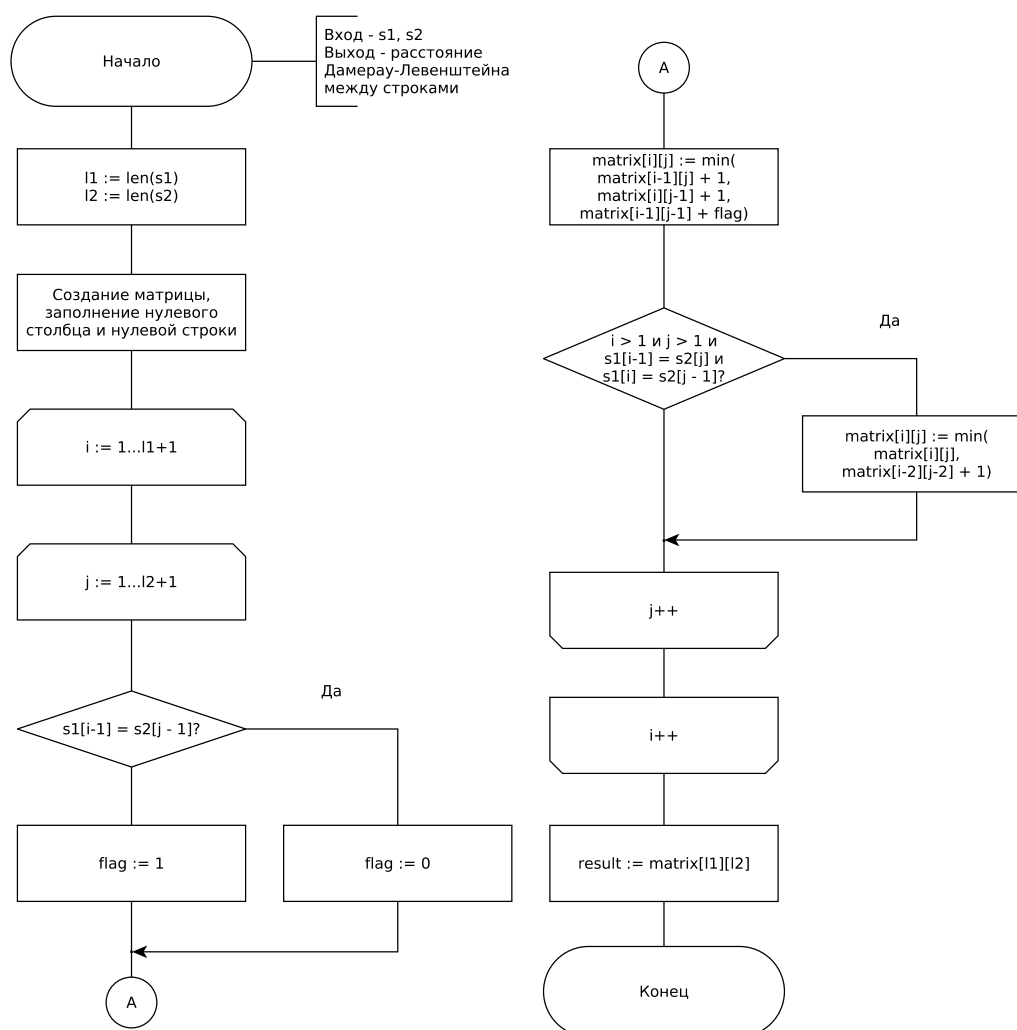 Начало
Вход - s1, s2
Выход - расстояние
Дамерау-Левенштейна
между строками
l1 := len(s1)
l2 := len(s2)
Создание матрицы,
заполнение нулевого
столбца и нулевой строки
i := 1...l1+1
j := 1...l2+1
s1[i-1] = s2[j - 1]?
Да
flag := 1
flag := 0
A
A
matrix[i][j] := min(
matrix[i-1][j] + 1,
matrix[i][j-1] + 1,
matrix[i-1][j-1] + flag)
i > 1 и j > 1 и
s1[i-1] = s2[j] и
s1[i] = s2[j - 1]?
Да
matrix[i][j] := min(
matrix[i][j],
matrix[i-2][j-2] + 1)
j++
i++
result := matrix[l1][l2]
Конец